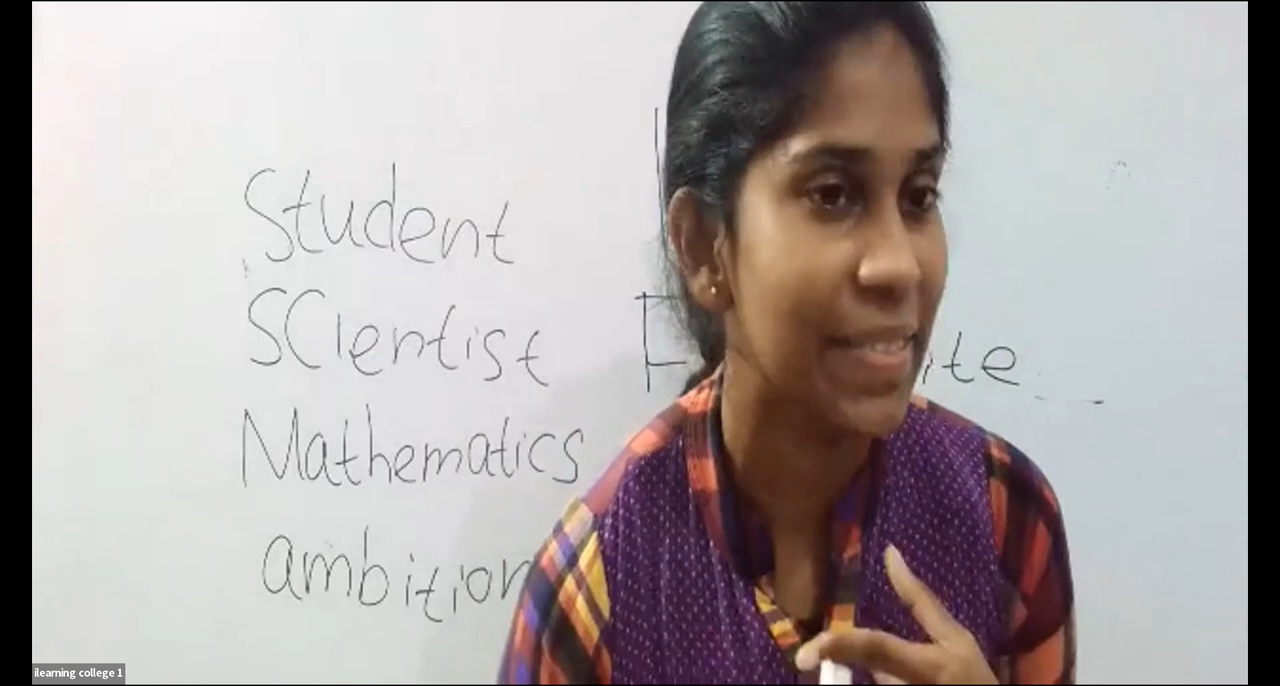 Student
SCientist
Mathematics
ambition
ilearning college 1